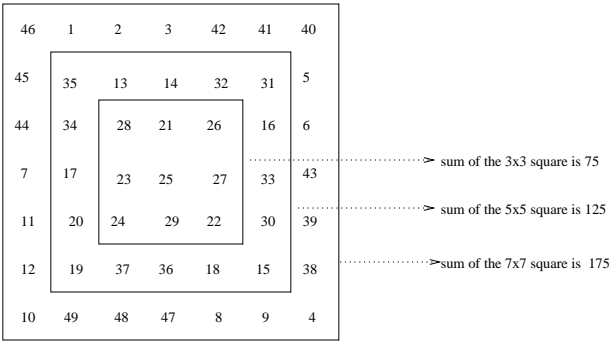 46 1 2 3 42 41 40
45 35 13 14 32 31 5
44 34 28 21 26 16 6
7 17 23 25 27 33 43
11 20 24 29 22 30 39
12 19 37 36 18 15 38
10 49 48 47 8 9 4
sum of the 3x3 square is 75
sum of the 5x5 square is 125
sum of the 7x7 square is 175